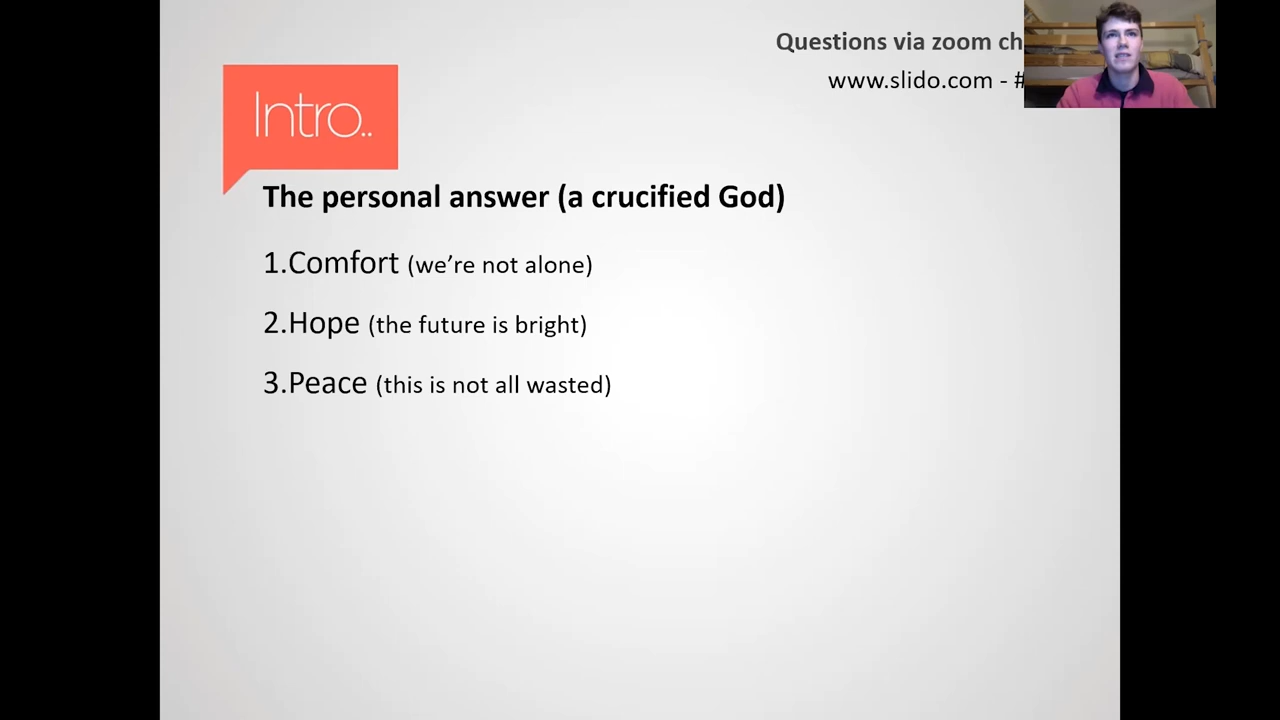 Questions via zoom
www.slido.com - #
Intro..
The personal answer (a crucified God)
1.Comfort (we’re not alone)
2.Hope (the future is bright)
3.Peace (this is not all wasted)